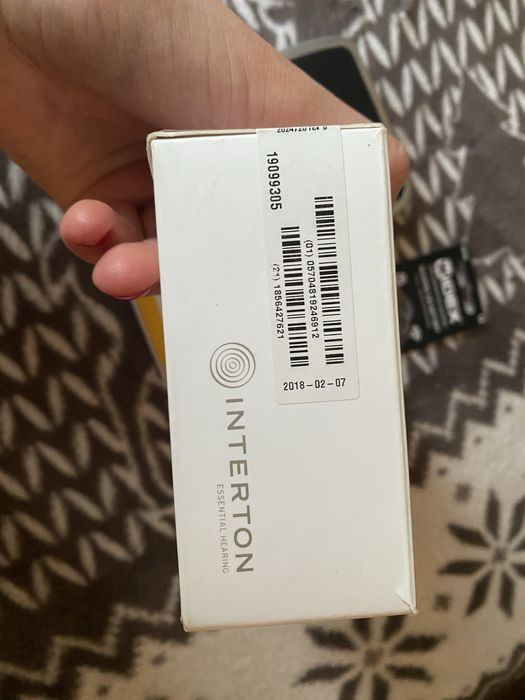 19099305
(01) 05704819246912
(21) 1856427621
2018-02-07
INTERTON
ESSENTIAL HEARING